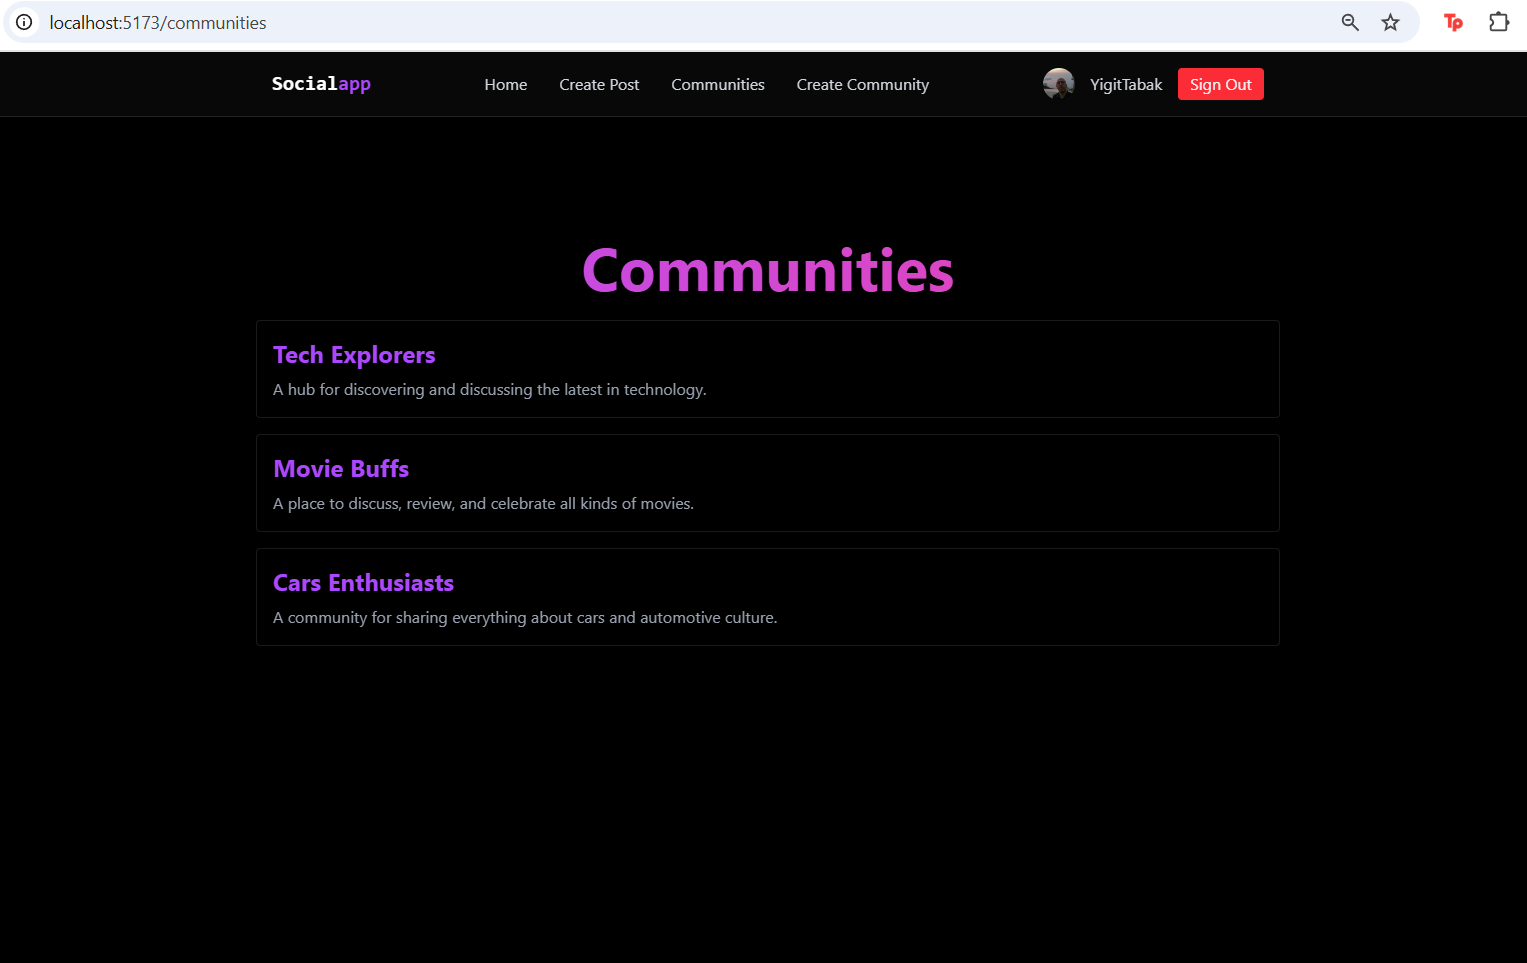 localhost:5173/communities
Tp
Socialapp Home Create Post Communities Create Community YigitTabak Sign Out
Communities
Tech Explorers
A hub for discovering and discussing the latest in technology.
Movie Buffs
A place to discuss, review, and celebrate all kinds of movies.
Cars Enthusiasts
A community for sharing everything about cars and automotive culture.